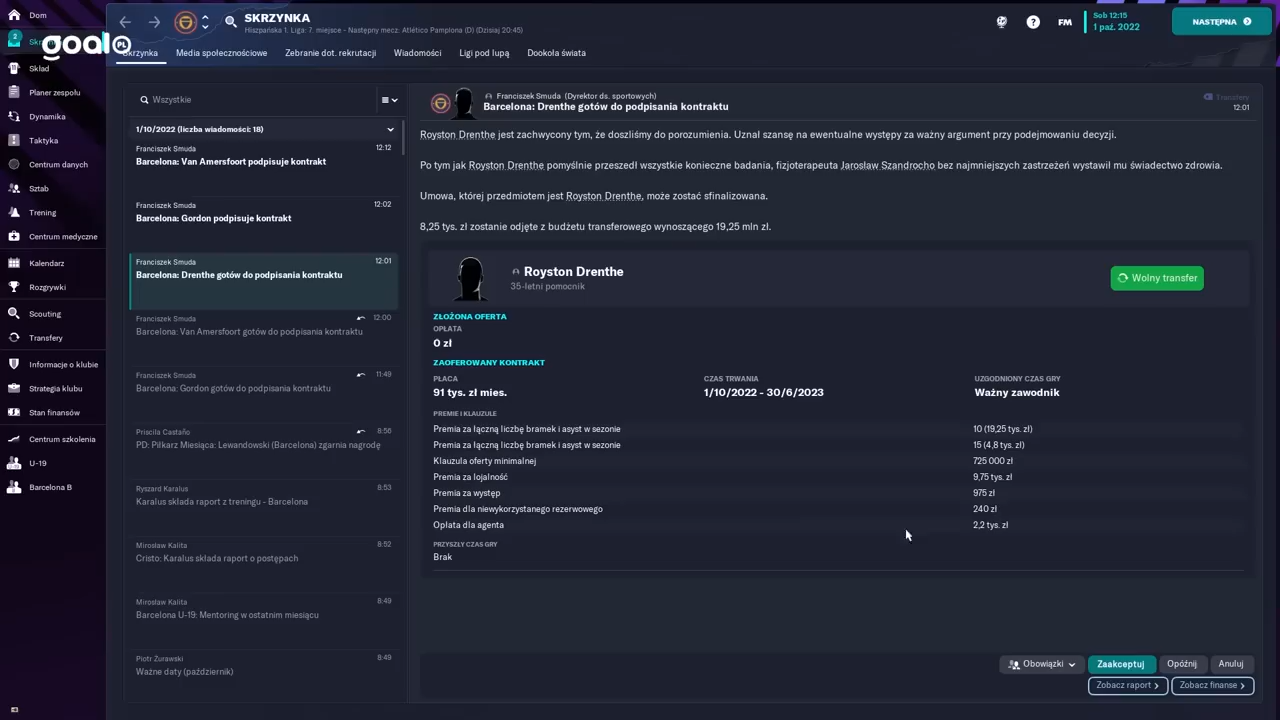 Dom
SKRZYNKA
Hiszpańska 1. Liga: 7. miejsce - Następny mecz: Atlético Pamplona (D) (Dzisiaj 20:45)
FM
Sob 12:15
1 paź. 2022
NASTĘPNA
2
goal.PL
Skrzynka
Media społecznościowe
Zebranie dot. rekrutacji
Wiadomości
Ligi pod lupą
Dookoła świata
Skład
Planer zespołu
Dynamika
Taktyka
Centrum danych
Sztab
Trening
Centrum medyczne
Kalendarz
Rozgrywki
Scouting
Transfery
Informacje o klubie
Strategia klubu
Stan finansów
Centrum szkolenia
U-19
Barcelona B
Wszystkie
1/10/2022 (liczba wiadomości: 18)
Franciszek Smuda 12:12
Barcelona: Van Amersfoort podpisuje kontrakt
Franciszek Smuda 12:02
Barcelona: Gordon podpisuje kontrakt
Franciszek Smuda 12:01
Barcelona: Drenthe gotów do podpisania kontraktu
Franciszek Smuda 12:00
Barcelona: Van Amersfoort gotów do podpisania kontraktu
Franciszek Smuda 11:49
Barcelona: Gordon gotów do podpisania kontraktu
Priscila Castaño 8:56
PD: Piłkarz Miesiąca: Lewandowski (Barcelona) zgarnia nagrodę
Ryszard Karalus 8:53
Karalus składa raport z treningu - Barcelona
Mirosław Kalita 8:52
Cristo: Karalus składa raport o postępach
Mirosław Kalita 8:49
Barcelona U-19: Mentoring w ostatnim miesiącu
Piotr Żurawski 8:49
Ważne daty (październik)
Franciszek Smuda (Dyrektor ds. sportowych)
Barcelona: Drenthe gotów do podpisania kontraktu
Transfery
12:01
Royston Drenthe jest zachwycony tym, że doszliśmy do porozumienia. Uznał szansę na ewentualne występy za ważny argument przy podejmowaniu decyzji.
Po tym jak Royston Drenthe pomyślnie przeszedł wszystkie konieczne badania, fizjoterapeuta Jarosław Szandrocho bez najmniejszych zastrzeżeń wystawił mu świadectwo zdrowia.
Umowa, której przedmiotem jest Royston Drenthe, może zostać sfinalizowana.
8,25 tys. zł zostanie odjęte z budżetu transferowego wynoszącego 19,25 mln zł.
Royston Drenthe
35-letni pomocnik
Wolny transfer
ZŁOŻONA OFERTA
OPŁATA
0 zł
ZAOFEROWANY KONTRAKT
PŁACA CZAS TRWANIA UZGODNIONY CZAS GRY
91 tys. zł mies. 1/10/2022 - 30/6/2023 Ważny zawodnik
PREMIE I KLAUZULE
Premia za łączną liczbę bramek i asyst w sezonie 10 (19,25 tys. zł)
Premia za łączną liczbę bramek i asyst w sezonie 15 (4,8 tys. zł)
Klauzula oferty minimalnej 725 000 zł
Premia za lojalność 9,75 tys. zł
Premia za występ 975 zł
Premia dla niewykorzystanego rezerwowego 240 zł
Opłata dla agenta 2,2 tys. zł
PRZYSZŁY CZAS GRY
Brak
Obowiązki
Zaakceptuj
Opóźnij
Anuluj
Zobacz raport
Zobacz finanse